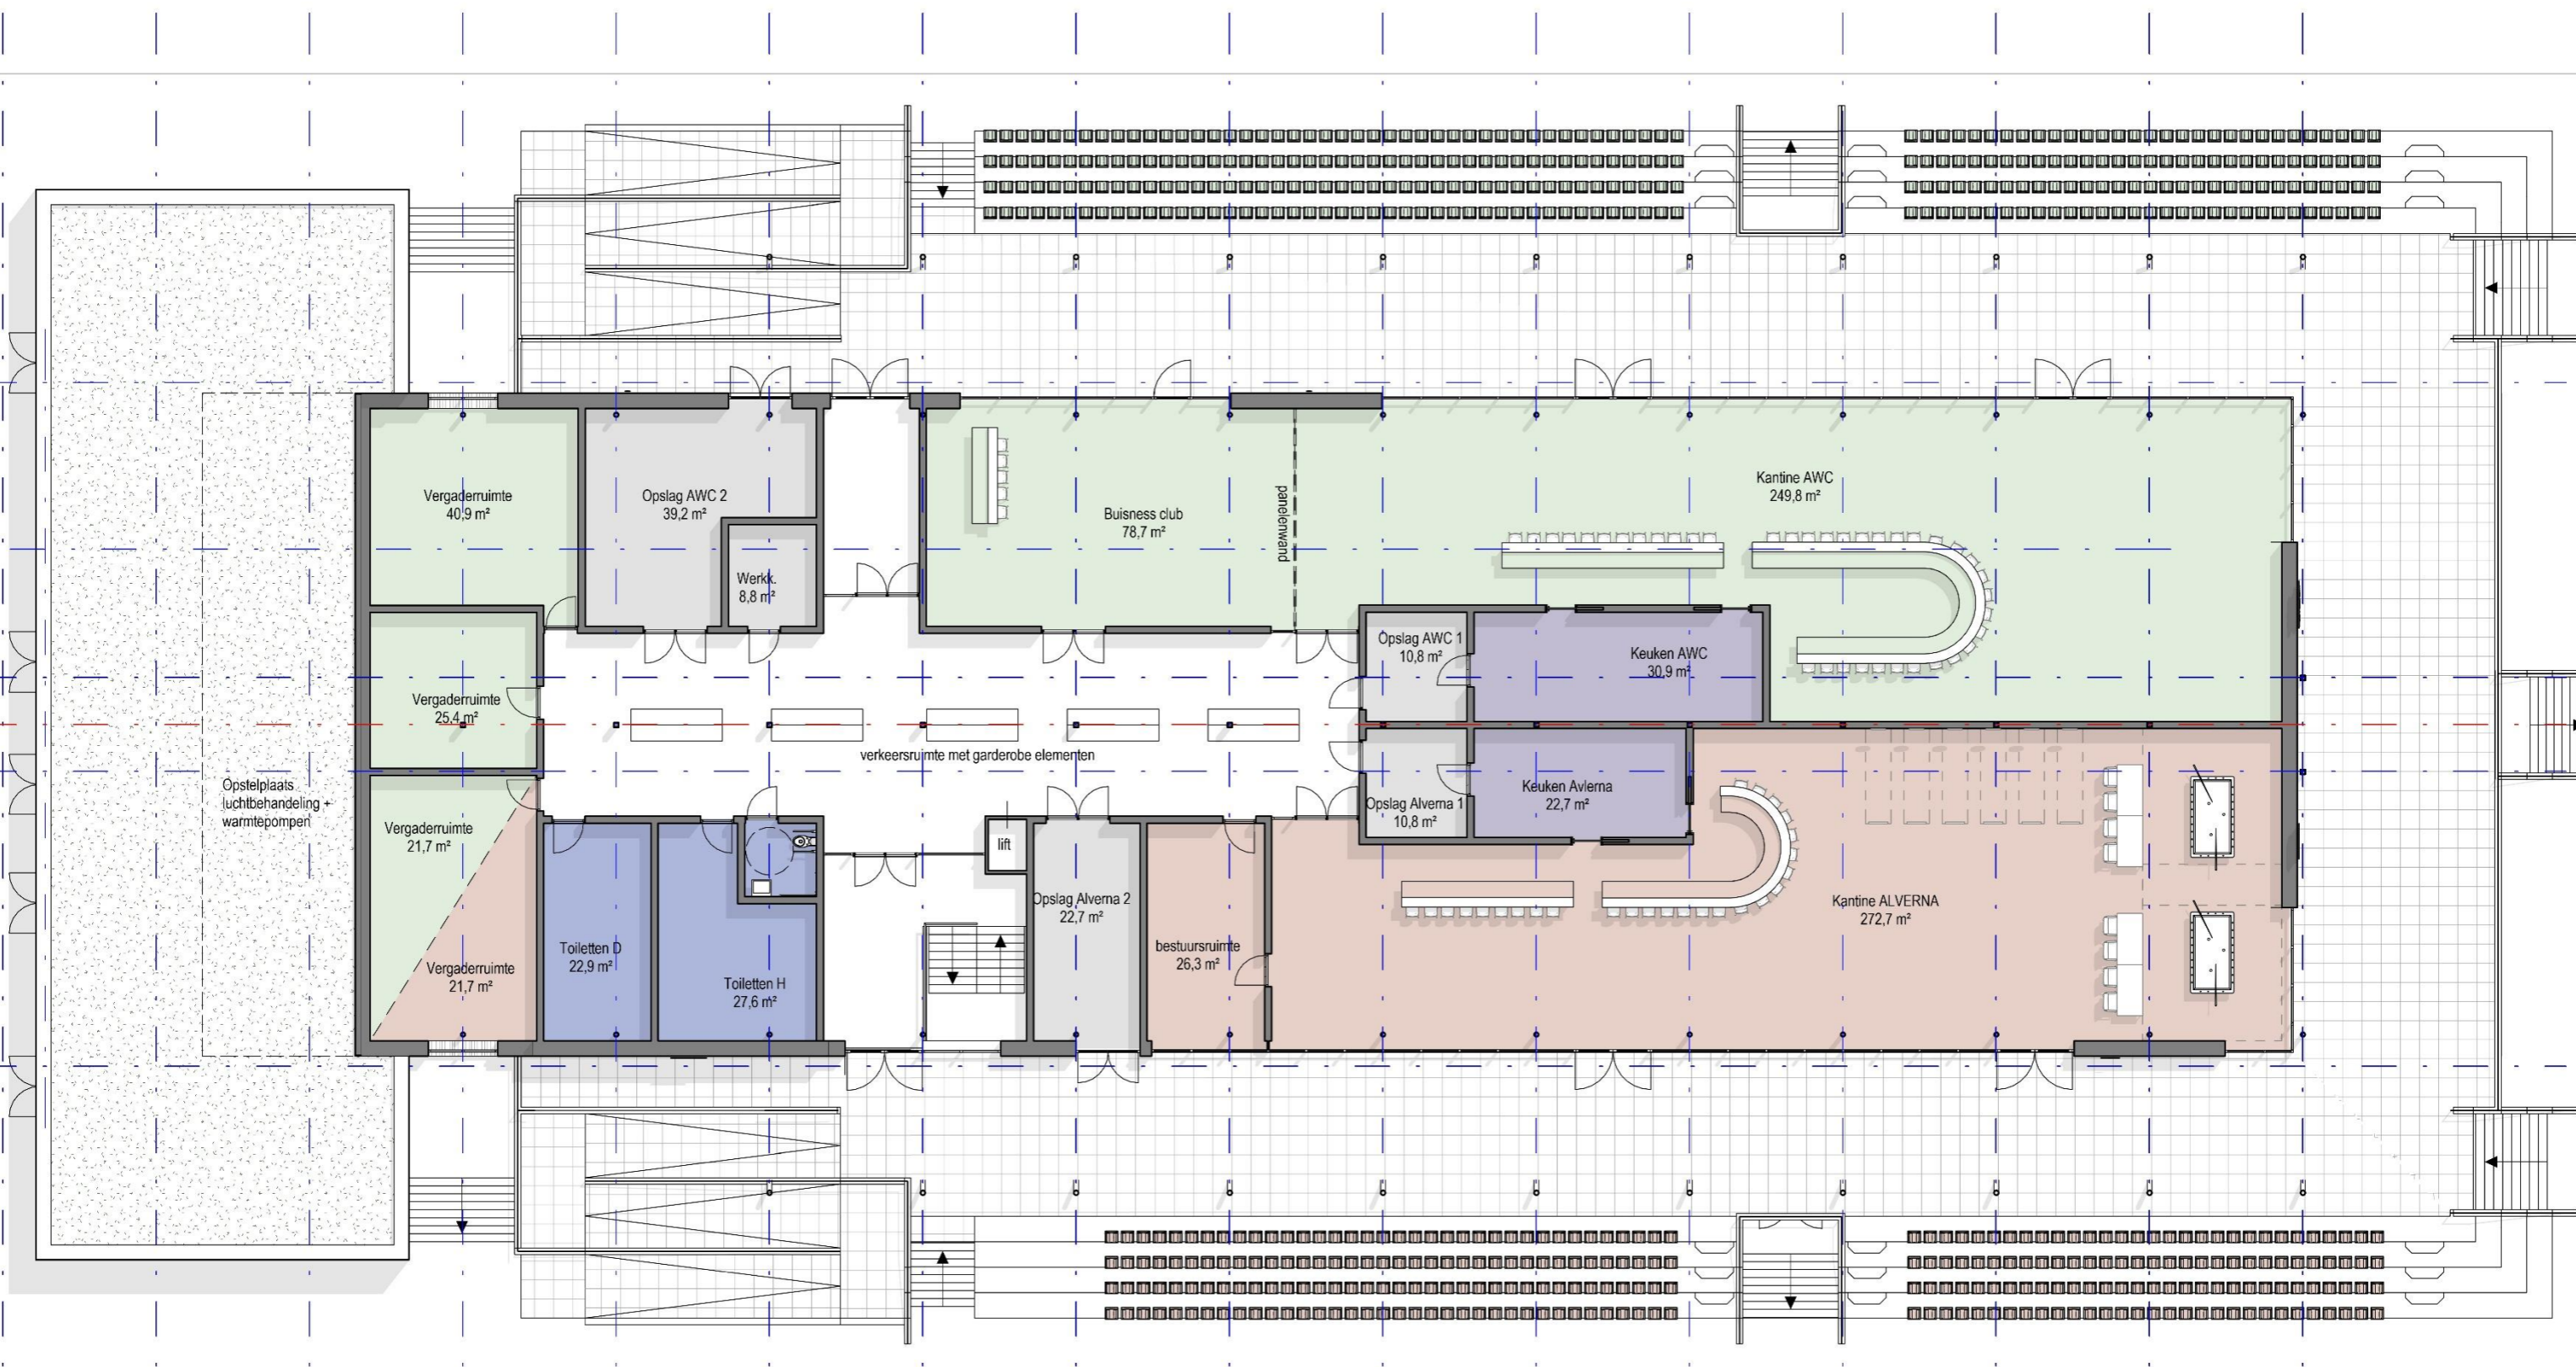 Vergaderruimte
40,9 m²
Opslag AWC 2
39,2 m²
Werkk.
8,8 m²
Buisness club
78,7 m²
panelenwand
Kantine AWC
249,8 m²
Opslag AWC 1
10,8 m²
Keuken AWC
30,9 m²
Vergaderruimte
25,4 m²
verkeersruimte met garderobe elementen
Opstelplaats
luchtbehandeling +
warmtepompen
Vergaderruimte
21,7 m²
Vergaderruimte
21,7 m²
Toiletten D
22,9 m²
Toiletten H
27,6 m²
lift
Opslag Alverna 2
22,7 m²
bestuursruimte
26,3 m²
Opslag Alverna 1
10,8 m²
Keuken Avlerna
22,7 m²
Kantine ALVERNA
272,7 m²